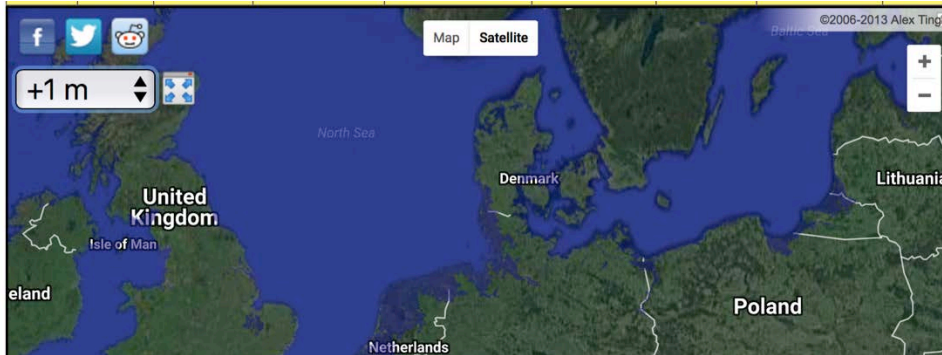 ©2006-2013 Alex Ting
Baltic Sea
f
Map Satellite
+
+1 m
−
North Sea
Denmark
Lithuania
United
Kingdom
Isle of Man
eland
Poland
Netherlands